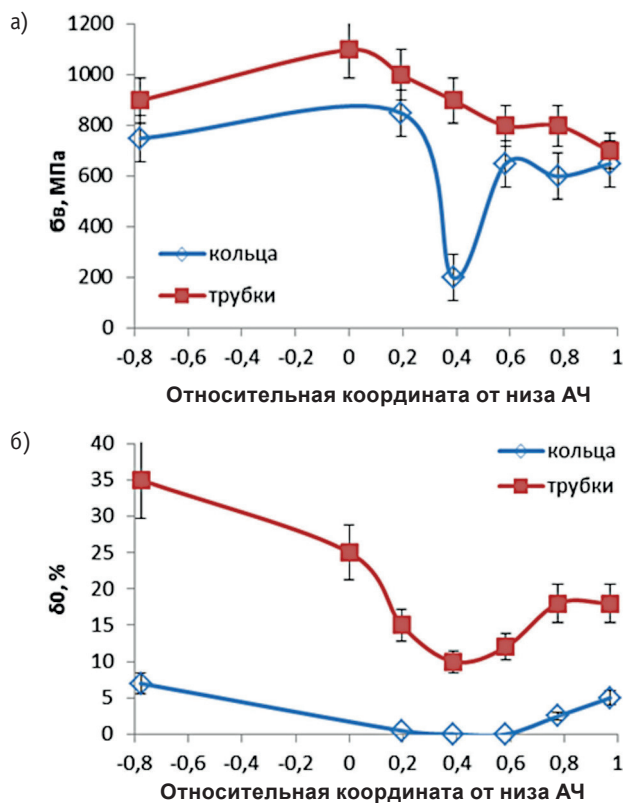 а)
1200
1000
800
600
400
200
0
бв, МПа
кольца
трубки
-0,8 -0,6 -0,4 -0,2 0 0,2 0,4 0,6 0,8 1
Относительная координата от низа АЧ
б)
40
35
30
25
20
15
10
5
0
δ0, %
кольца
трубки
-0,8 -0,6 -0,4 -0,2 0 0,2 0,4 0,6 0,8 1
Относительная координата от низа АЧ